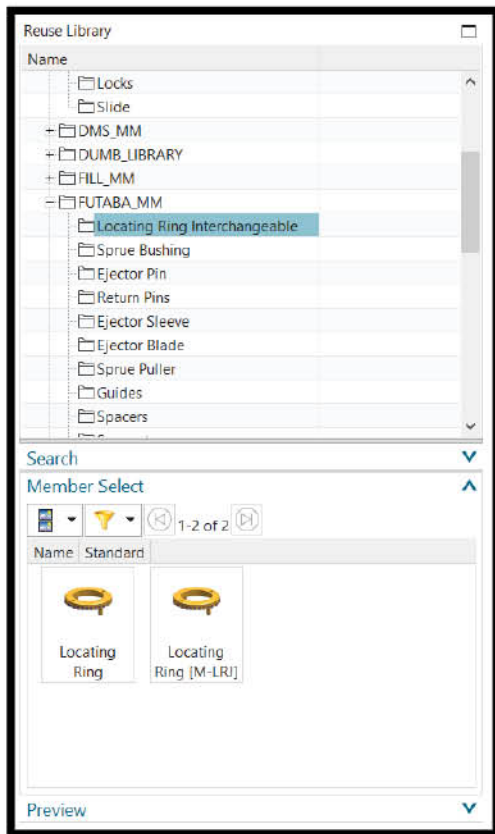 Reuse Library
Name
Locks
Slide
DMS_MM
DUMB_LIBRARY
FILL_MM
FUTABA_MM
Locating Ring Interchangeable
Sprue Bushing
Ejector Pin
Return Pins
Ejector Sleeve
Ejector Blade
Sprue Puller
Guides
Spacers
Search
Member Select
1-2 of 2
Name Standard
Locating Locating
Ring Ring [M-LRJ]
Preview